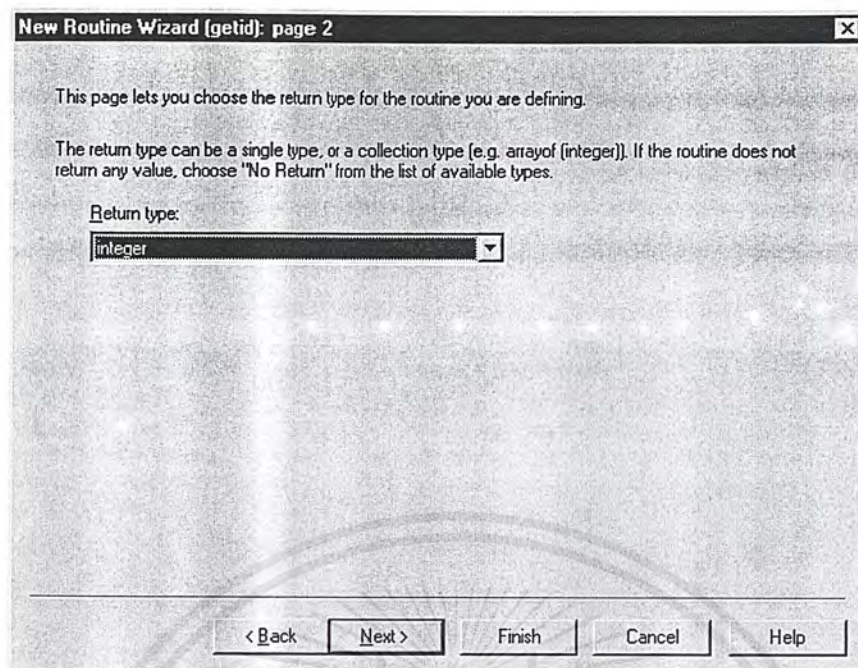 New Routine Wizard (getid): page 2
This page lets you choose the return type for the routine you are defining.
The return type can be a single type, or a collection type (e.g. arrayof (integer)). If the routine does not
return any value, choose "No Return" from the list of available types.
Return type:
integer
< Back Next > Finish Cancel Help